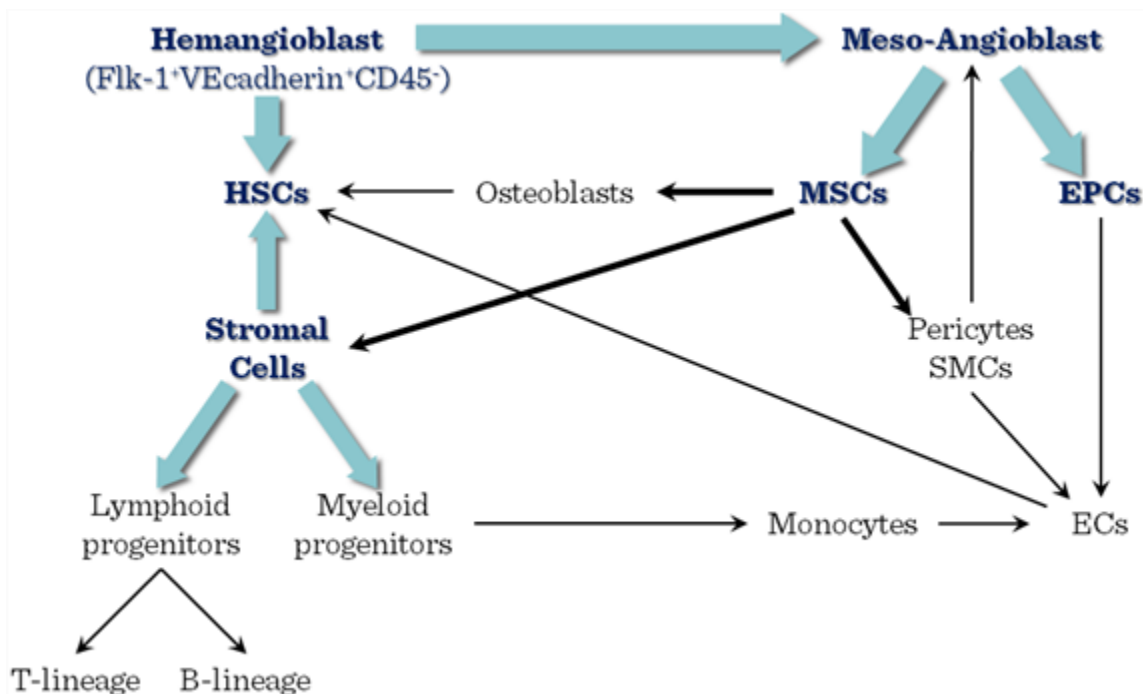 Hemangioblast
(Flk-1⁺VEcadherin⁺CD45⁻)
Meso-Angioblast
HSCs
Osteoblasts
MSCs
EPCs
Stromal
Cells
Pericytes
SMCs
Lymphoid
progenitors
Myeloid
progenitors
Monocytes
ECs
T-lineage
B-lineage